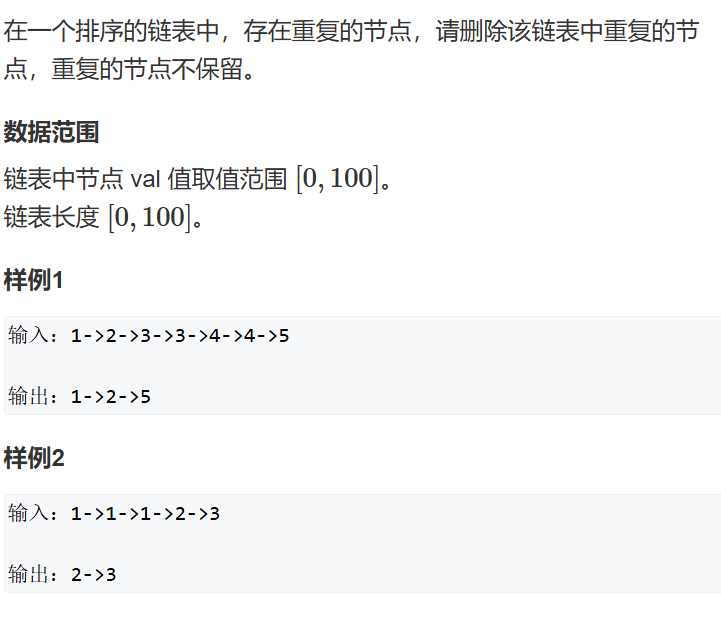 在一个排序的链表中，存在重复的节点，请删除该链表中重复的节
点，重复的节点不保留。
数据范围
链表中节点 val 值取值范围 [0, 100]。
链表长度 [0, 100]。
样例1
输入：1->2->3->3->4->4->5
输出：1->2->5
样例2
输入：1->1->1->2->3
输出：2->3